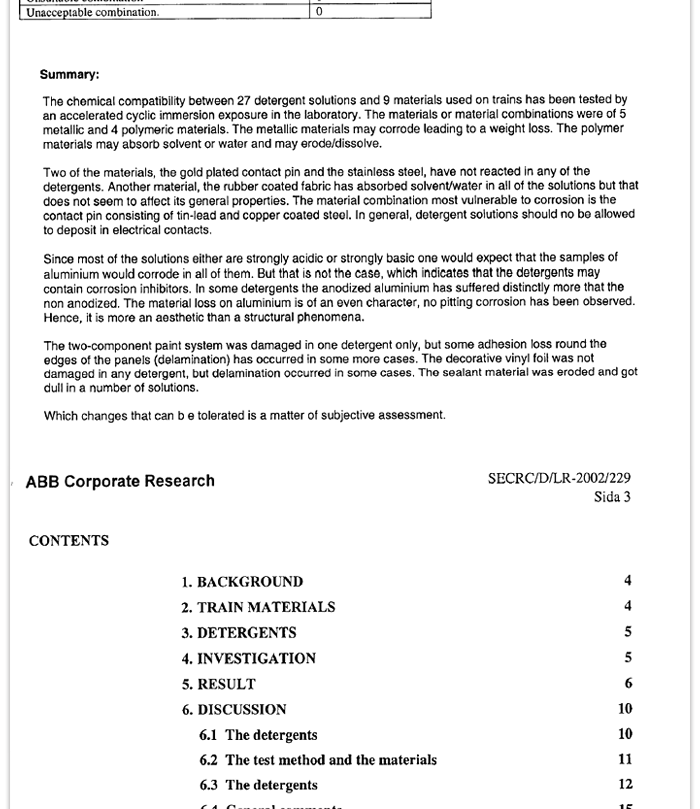 Unacceptable combination. 0
Summary:
The chemical compatibility between 27 detergent solutions and 9 materials used on trains has been tested by
an accelerated cyclic immersion exposure in the laboratory. The materials or material combinations were of 5
metallic and 4 polymeric materials. The metallic materials may corrode leading to a weight loss. The polymer
materials may absorb solvent or water and may erode/dissolve.
Two of the materials, the gold plated contact pin and the stainless steel, have not reacted in any of the
detergents. Another material, the rubber coated fabric has absorbed solvent/water in all of the solutions but that
does not seem to affect its general properties. The material combination most vulnerable to corrosion is the
contact pin consisting of tin-lead and copper coated steel. In general, detergent solutions should no be allowed
to deposit in electrical contacts.
Since most of the solutions either are strongly acidic or strongly basic one would expect that the samples of
aluminium would corrode in all of them. But that is not the case, which indicates that the detergents may
contain corrosion inhibitors. In some detergents the anodized aluminium has suffered distinctly more that the
non anodized. The material loss on aluminium is of an even character, no pitting corrosion has been observed.
Hence, it is more an aesthetic than a structural phenomena.
The two-component paint system was damaged in one detergent only, but some adhesion loss round the
edges of the panels (delamination) has occurred in some more cases. The decorative vinyl foil was not
damaged in any detergent, but delamination occurred in some cases. The sealant material was eroded and got
dull in a number of solutions.
Which changes that can b e tolerated is a matter of subjective assessment.
ABB Corporate Research SECRC/D/LR-2002/229
Sida 3
CONTENTS
1. BACKGROUND 4
2. TRAIN MATERIALS 4
3. DETERGENTS 5
4. INVESTIGATION 5
5. RESULT 6
6. DISCUSSION 10
6.1 The detergents 10
6.2 The test method and the materials 11
6.3 The detergents 12